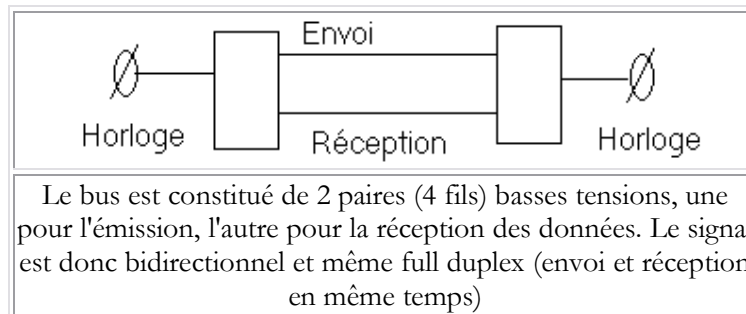 Envoi
Horloge
Réception
Horloge
Le bus est constitué de 2 paires (4 fils) basses tensions, une
pour l'émission, l'autre pour la réception des données. Le signa
est donc bidirectionnel et même full duplex (envoi et réception
en même temps)